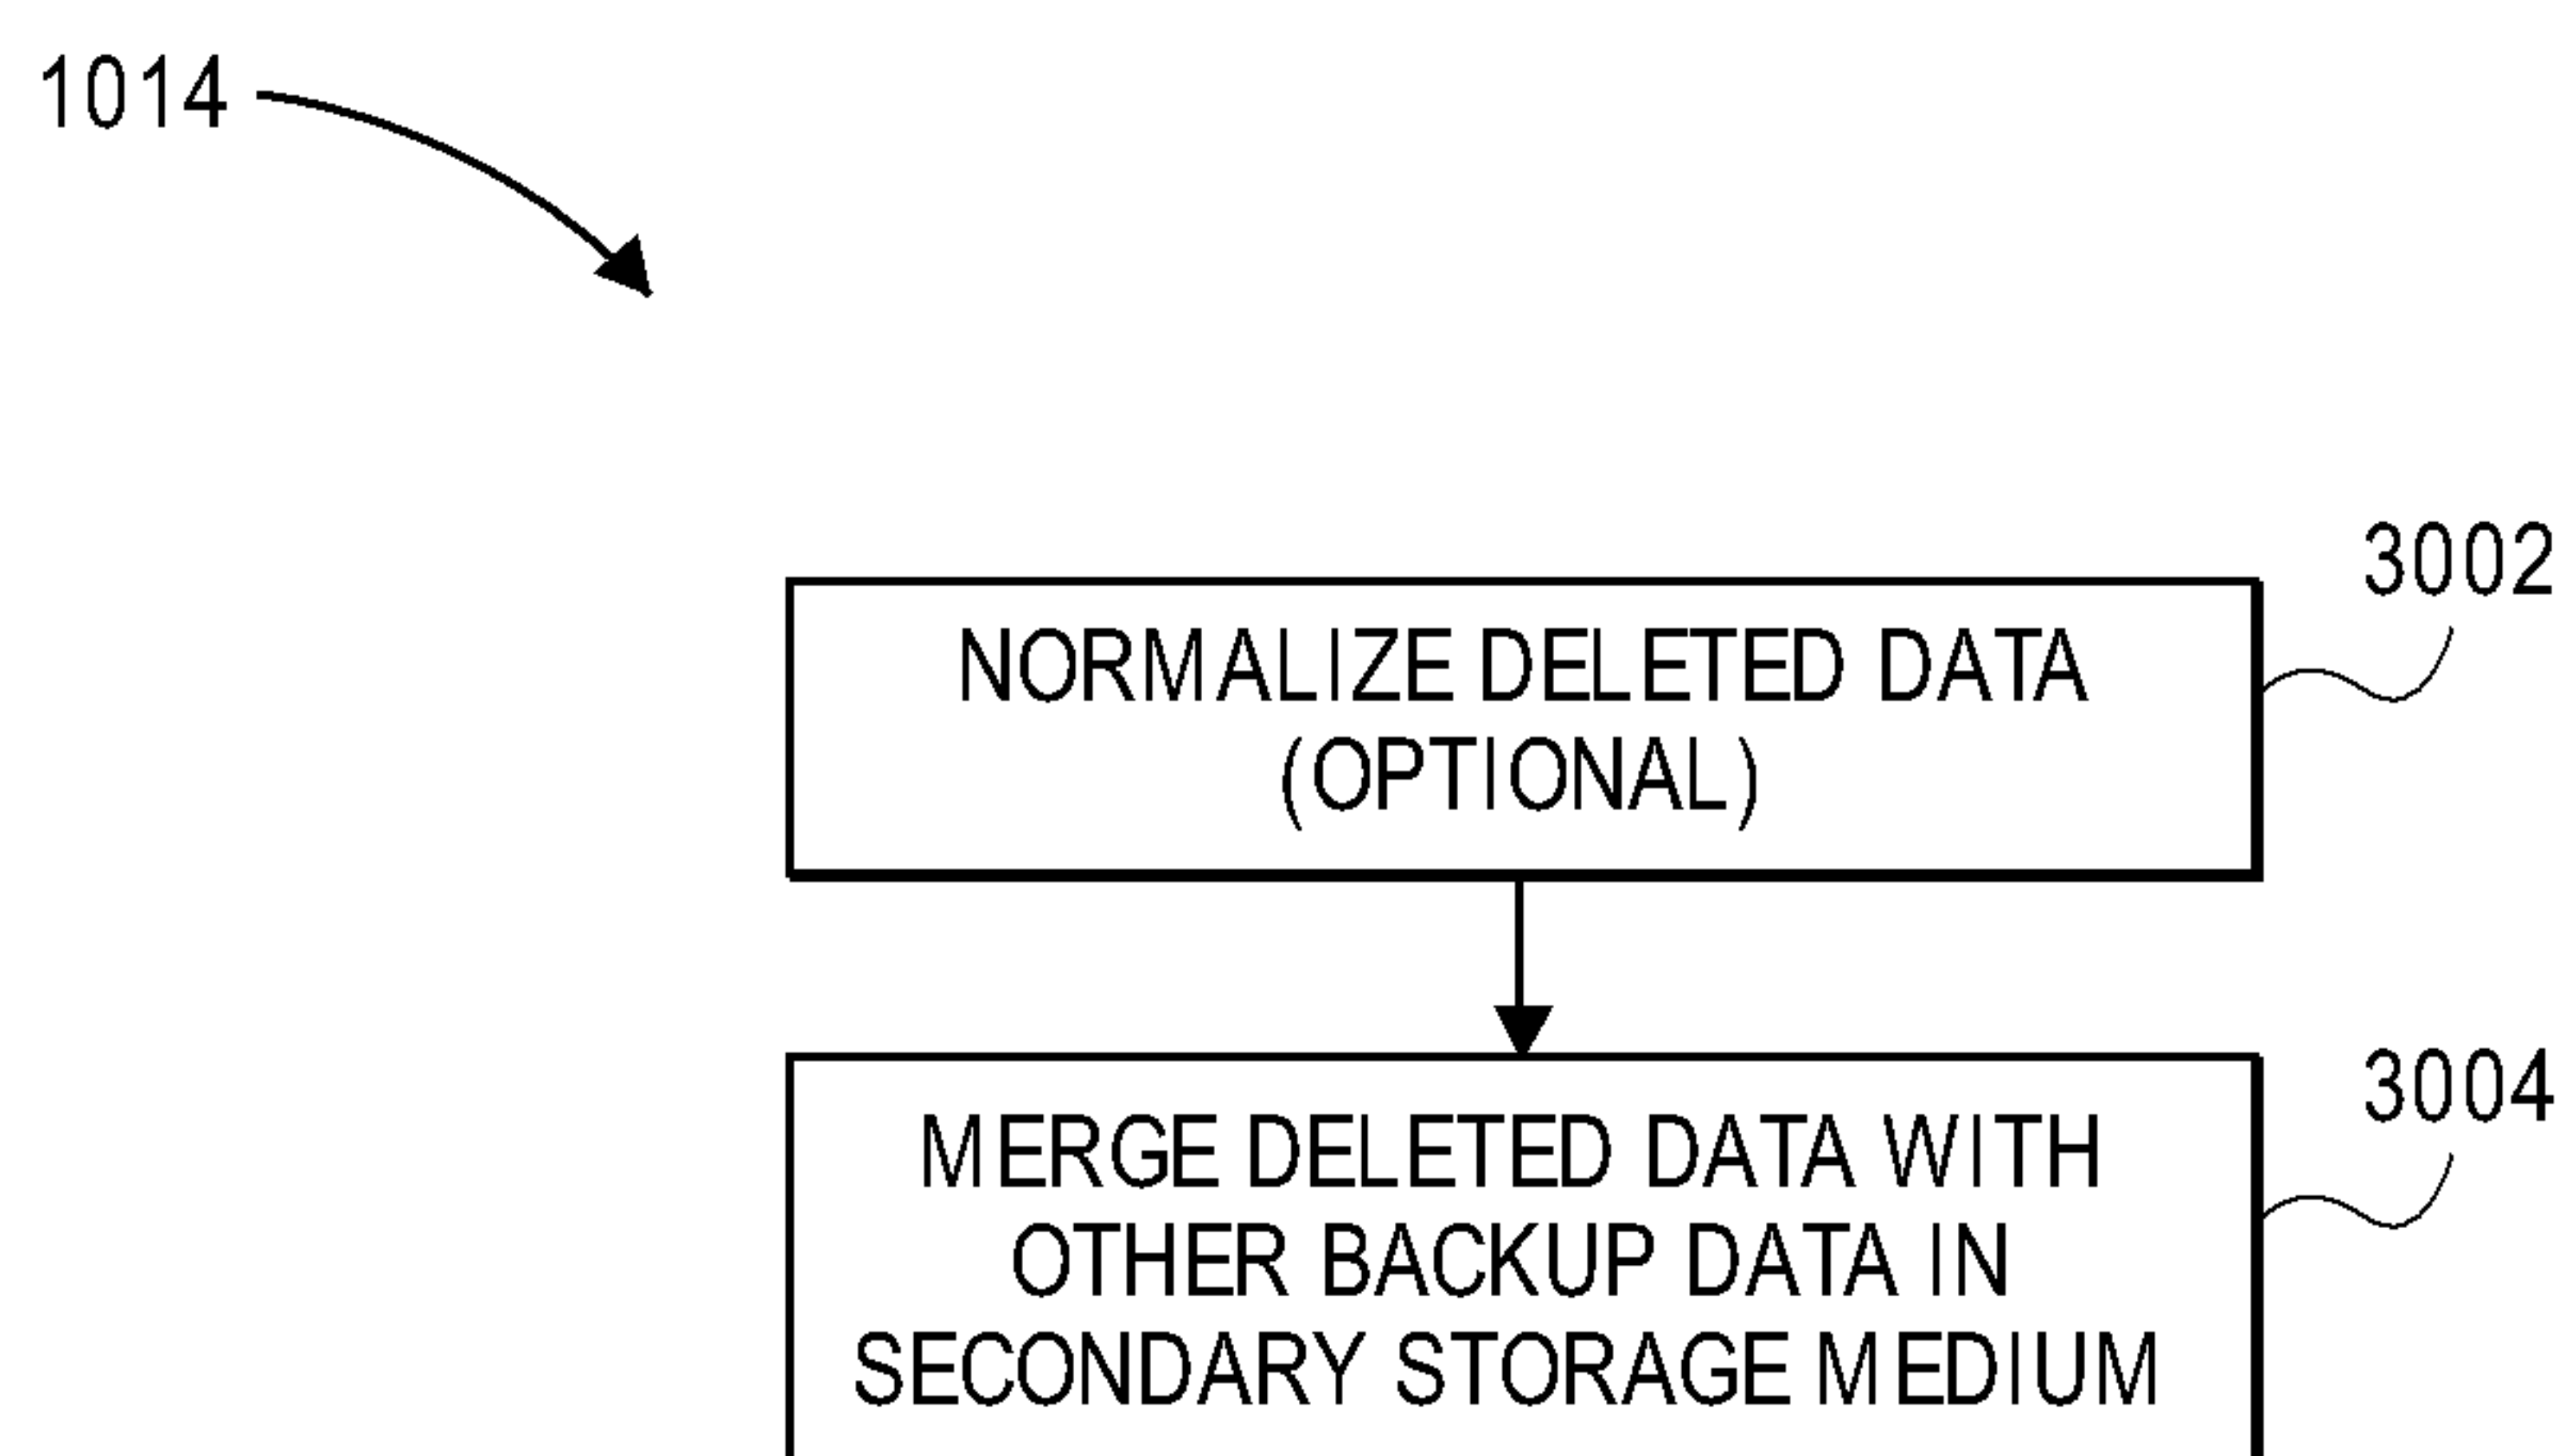 1014
3002
NORMALIZE DELETED DATA
(OPTIONAL)
3004
MERGE DELETED DATA WITH
OTHER BACKUP DATA IN
SECONDARY STORAGE MEDIUM